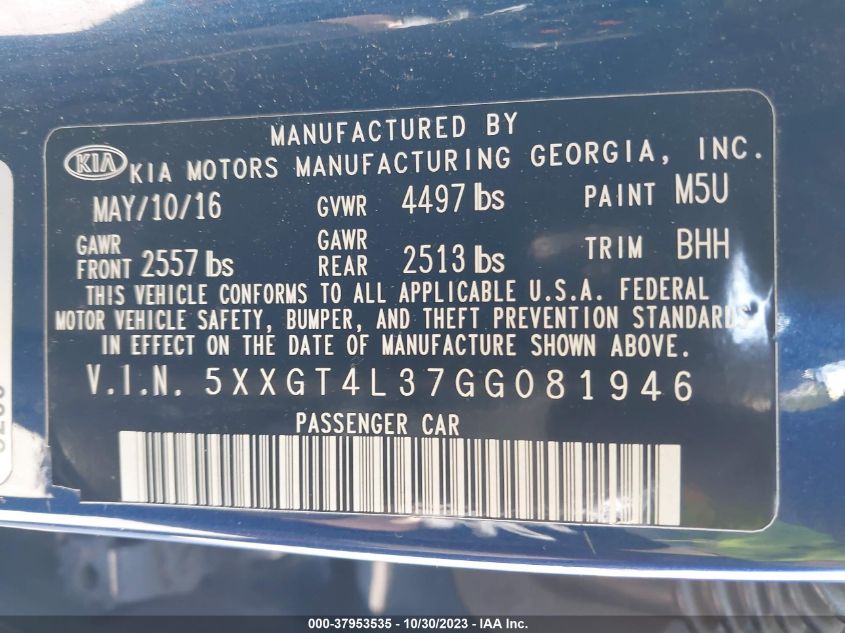 MANUFACTURED BY
KIA KIA MOTORS MANUFACTURING GEORGIA, INC.
MAY/10/16 GVWR 4497 lbs PAINT M5U
GAWR FRONT 2557 lbs GAWR REAR 2513 lbs TRIM BHH
THIS VEHICLE CONFORMS TO ALL APPLICABLE U.S.A. FEDERAL
MOTOR VEHICLE SAFETY, BUMPER, AND THEFT PREVENTION STANDARDS
IN EFFECT ON THE DATE OF MANUFACTURE SHOWN ABOVE.
V.I.N. 5XXGT4L37GG081946
PASSENGER CAR
000-37953535 - 10/30/2023 - © IAA Inc.